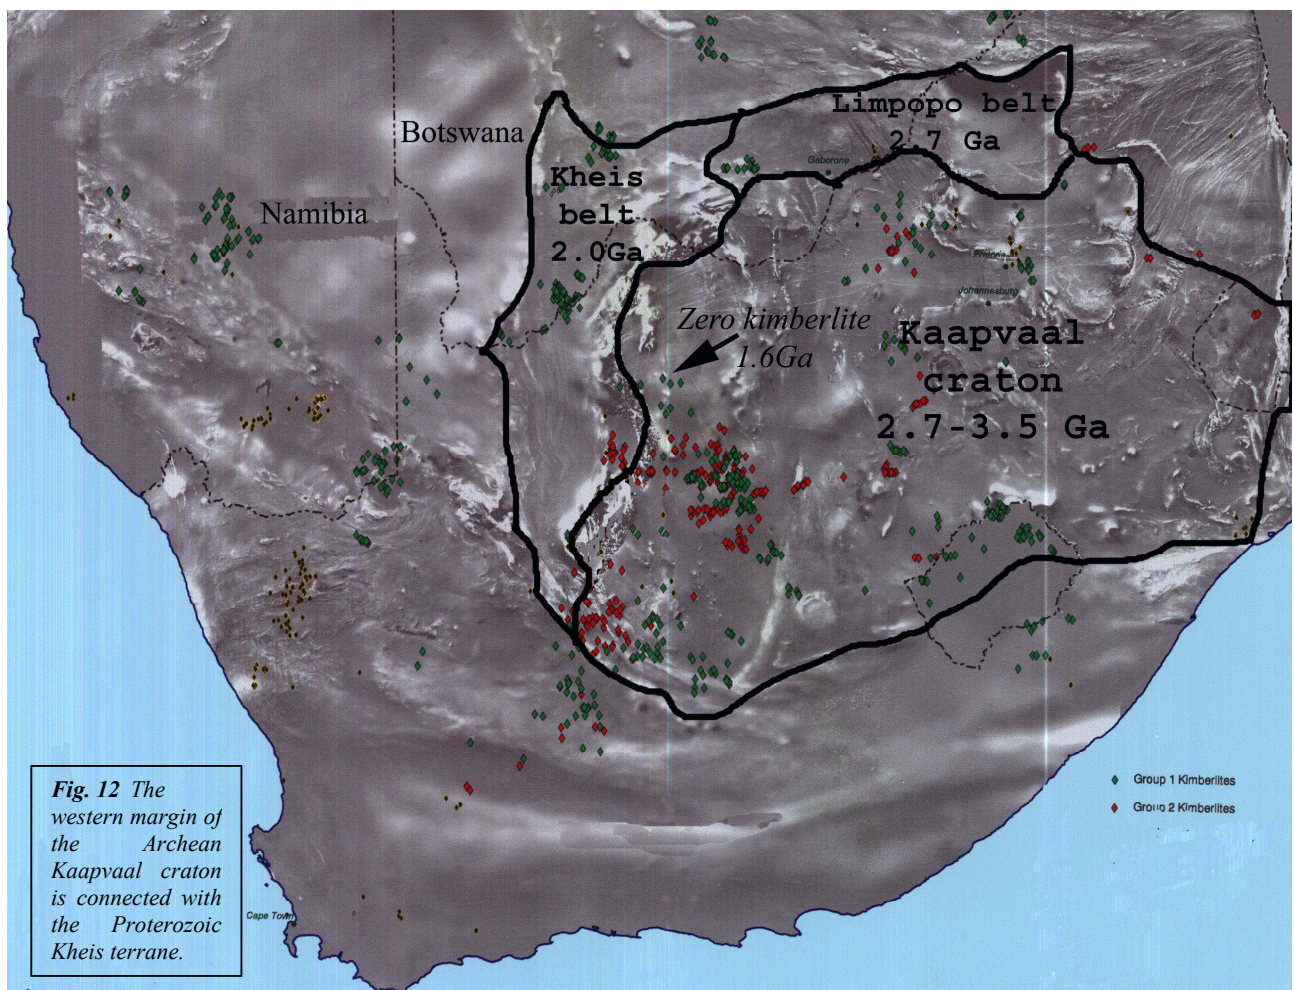 Limpopo belt
2.7 Ga
Botswana
Gaborone
Kheis
belt
2.0Ga
Namibia
Pretoria
Johannesburg
Zero kimberlite
1.6Ga
Kaapvaal
craton
2.7-3.5 Ga
Fig. 12 The
western margin of
the Archean
Kaapvaal craton
is connected with
the Proterozoic
Kheis terrane.
Group 1 Kimberlites
Group 2 Kimberlites
Cape Town